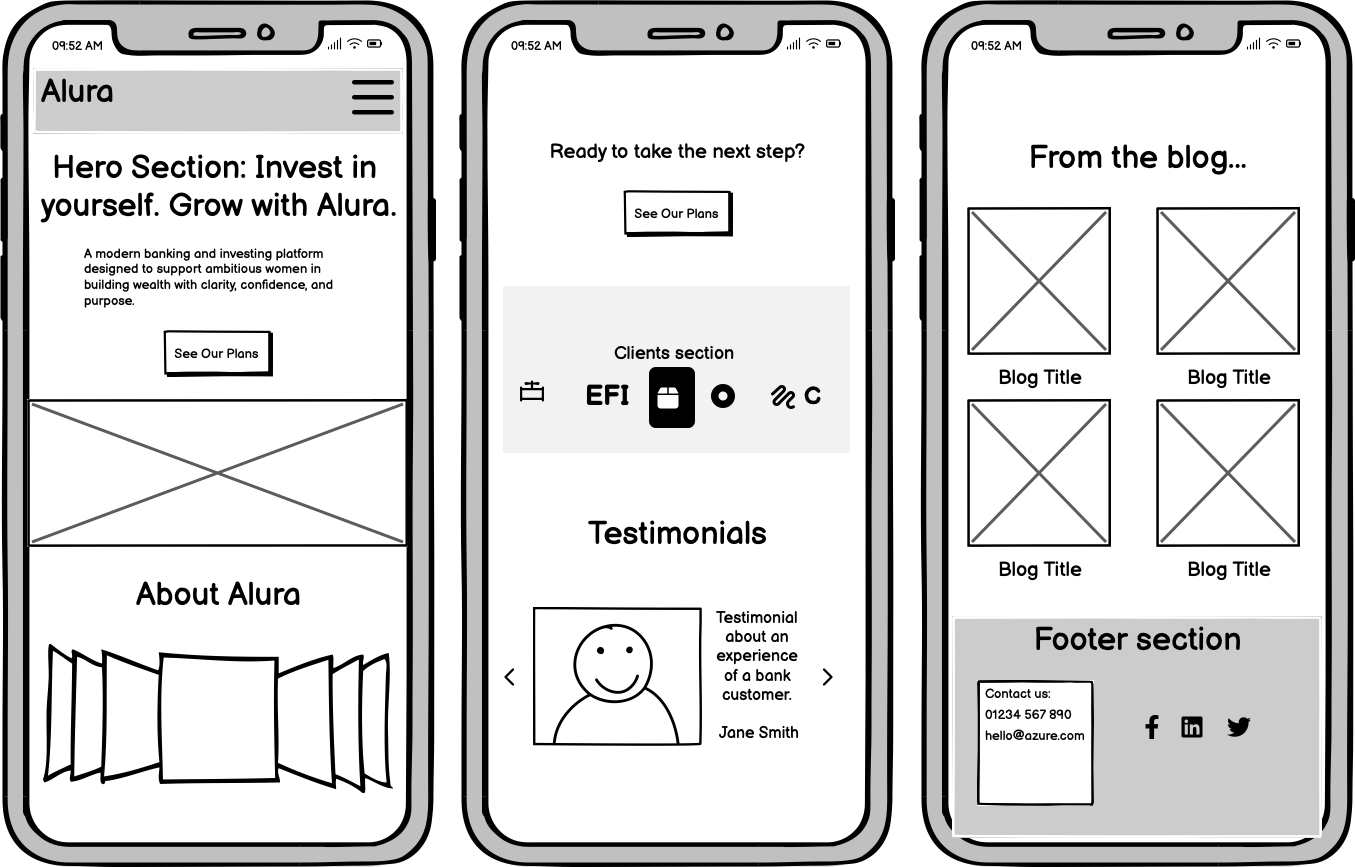 09:52 AM
Alura
Hero Section: Invest in
yourself. Grow with Alura.
A modern banking and investing platform
designed to support ambitious women in
building wealth with clarity, confidence, and
purpose.
See Our Plans
About Alura
09:52 AM
Ready to take the next step?
See Our Plans
Clients section
EFI
C
Testimonials
Testimonial
about an
experience
of a bank
customer.
Jane Smith
09:52 AM
From the blog...
Blog Title
Blog Title
Blog Title
Blog Title
Footer section
Contact us:
01234 567 890
hello@azure.com